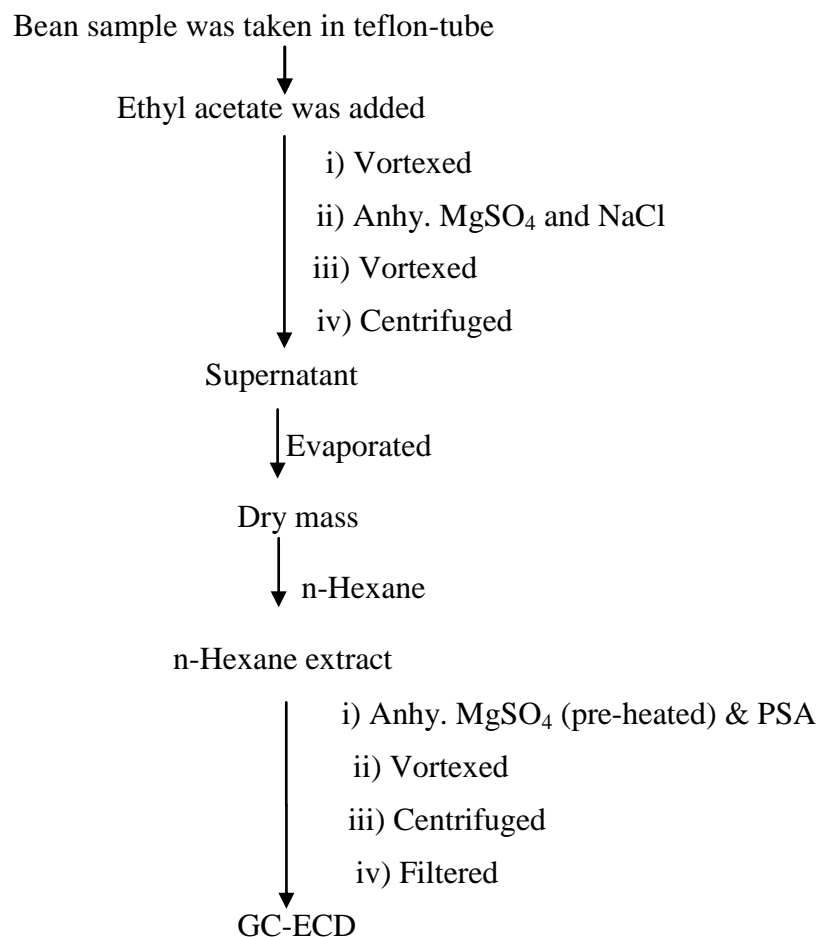 Bean sample was taken in teflon-tube
Ethyl acetate was added
i) Vortexed
ii) Anhy. MgSO₄ and NaCl
iii) Vortexed
iv) Centrifuged
Supernatant
Evaporated
Dry mass
n-Hexane
n-Hexane extract
i) Anhy. MgSO₄ (pre-heated) & PSA
ii) Vortexed
iii) Centrifuged
iv) Filtered
GC-ECD